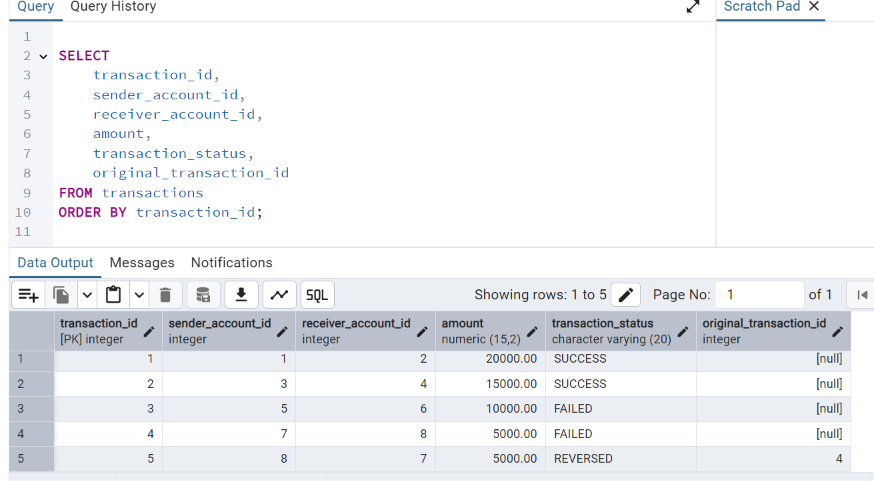 Query Query History Scratch Pad X
1
2 SELECT
3 transaction_id,
4 sender_account_id,
5 receiver_account_id,
6 amount,
7 transaction_status,
8 original_transaction_id
9 FROM transactions
10 ORDER BY transaction_id;
11
Data Output Messages Notifications
SQL Showing rows: 1 to 5 Page No: 1 of 1
transaction_id sender_account_id receiver_account_id amount transaction_status original_transaction_id
[PK] integer integer integer numeric (15,2) character varying (20) integer
1 1 1 2 20000.00 SUCCESS [null]
2 2 3 4 15000.00 SUCCESS [null]
3 3 5 6 10000.00 FAILED [null]
4 4 7 8 5000.00 FAILED [null]
5 5 8 7 5000.00 REVERSED 4